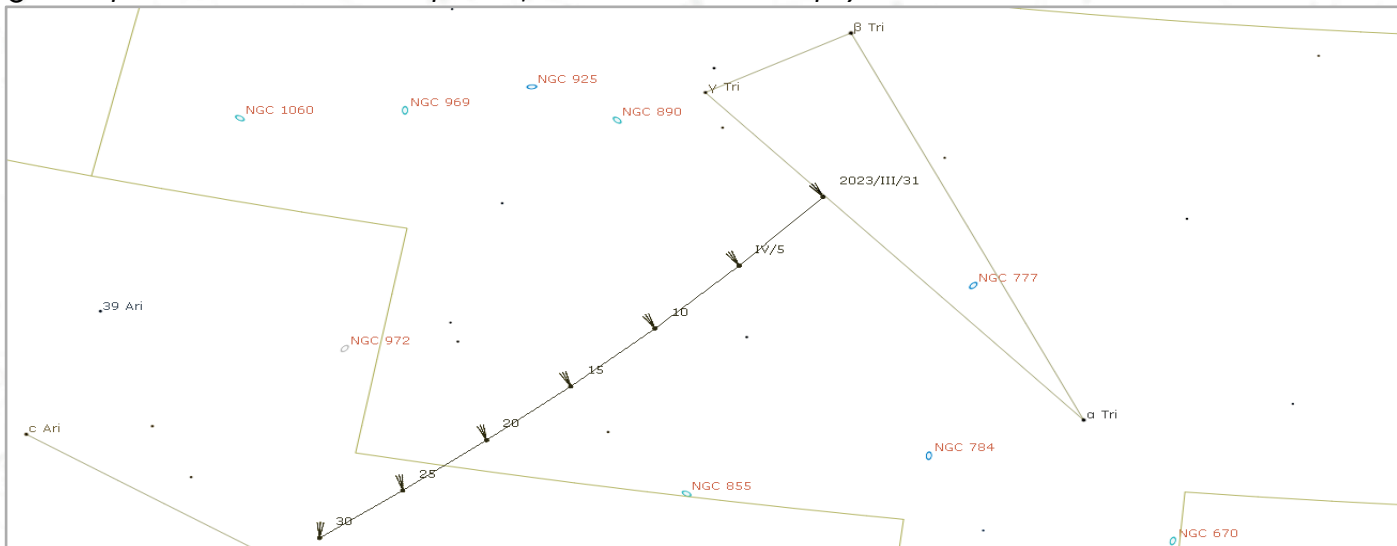 β Tri
NGC 925
γ Tri
NGC 969
NGC 1060
NGC 890
2023/III/31
IV/5
NGC 777
39 Ari
10
NGC 972
15
α Tri
20
c Ari
NGC 784
25
NGC 855
30
NGC 670